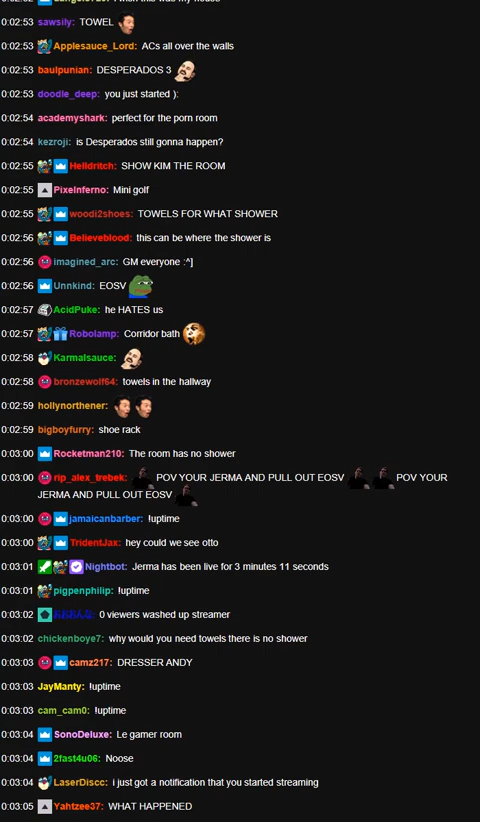 0:02:53 sawsily: TOWEL
0:02:53 Applesauce_Lord: ACs all over the walls
0:02:53 baulpunian: DESPERADOS 3
0:02:53 doodle_deep: you just started ):
0:02:54 academyshark: perfect for the porn room
0:02:54 kezroji: is Desperados still gonna happen?
0:02:55 Helldritch: SHOW KIM THE ROOM
0:02:55 PixeInferno: Mini golf
0:02:55 woodi2shoes: TOWELS FOR WHAT SHOWER
0:02:56 Believeblood: this can be where the shower is
0:02:56 imagined_arc: GM everyone :^]
0:02:56 Unnkind: EOSV
0:02:57 AcidPuke: he HATES us
0:02:57 Robolamp: Corridor bath
0:02:58 Karmalsauce:
0:02:58 bronzewolf64: towels in the hallway
0:02:59 hollynorthener:
0:02:59 bigboyfurry: shoe rack
0:03:00 Rocketman210: The room has no shower
0:03:00 rip_alex_trebek: POV YOUR JERMA AND PULL OUT EOSV POV YOUR
JERMA AND PULL OUT EOSV
0:03:00 jamaicanbarber: !uptime
0:03:00 TridentJax: hey could we see otto
0:03:01 Nightbot: Jerma has been live for 3 minutes 11 seconds
0:03:01 pigpenphilip: !uptime
0:03:02 0 viewers washed up streamer
0:03:02 chickenboye7: why would you need towels there is no shower
0:03:03 camz217: DRESSER ANDY
0:03:03 JayManty: !uptime
0:03:03 cam_cam0: !uptime
0:03:04 SonoDeluxe: Le gamer room
0:03:04 2fast4u06: Noose
0:03:04 LaserDiscc: i just got a notification that you started streaming
0:03:05 Yahtzee37: WHAT HAPPENED